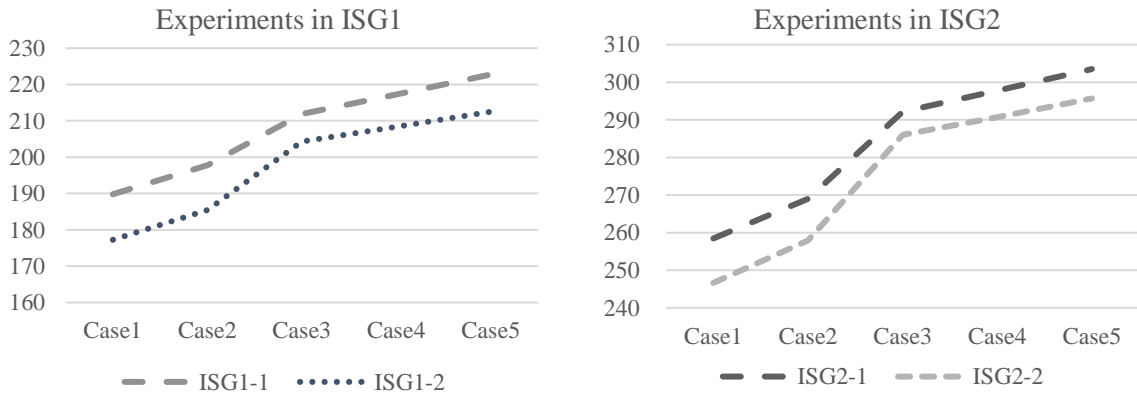 Experiments in ISG1
230
220
210
200
190
180
170
160
Case1 Case2 Case3 Case4 Case5
ISG1-1 ISG1-2
Experiments in ISG2
310
300
290
280
270
260
250
240
Case1 Case2 Case3 Case4 Case5
ISG2-1 ISG2-2